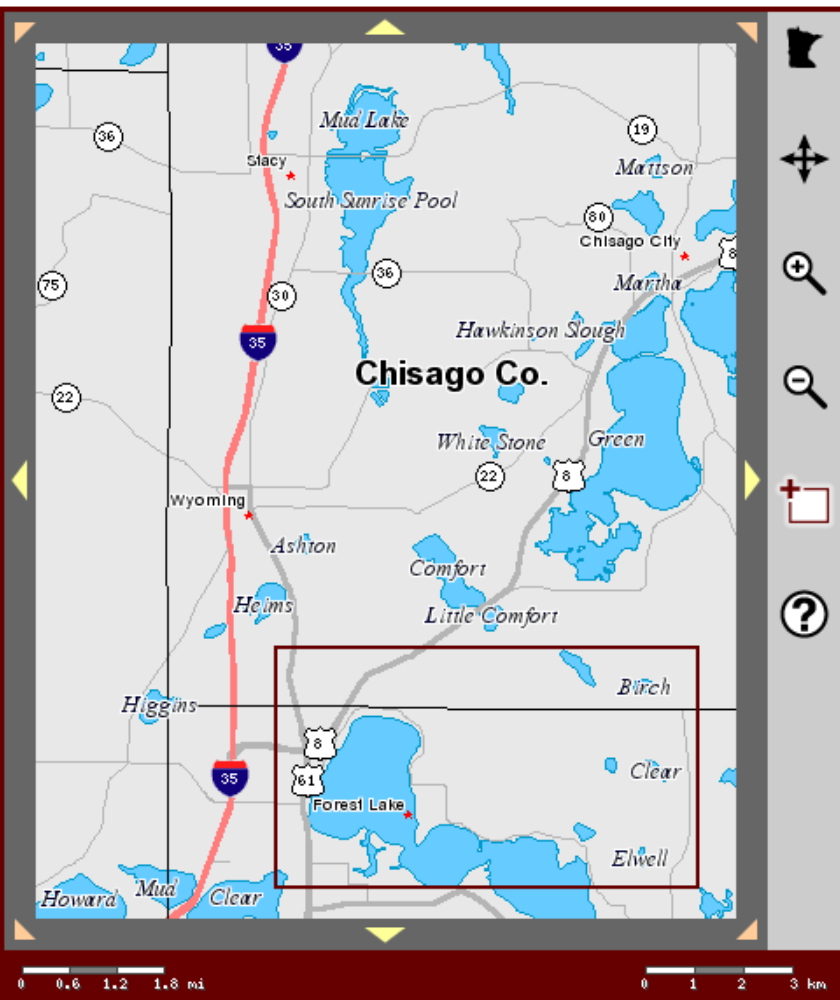 35
Mud Lake
36
19
Stacy
Mattson
South Sunrise Pool
80
Chisago City
8
36
75
30
Martha
Hawkinson Slough
35
Chisago Co.
22
White Stone
Green
22
8
Wyoming
Ashton
Comfort
Heims
Little Comfort
Birch
Higgins
8
35
61
Clear
Forest Lake
Elwell
Howard
Mud
Clear
?
0 0.6 1.2 1.8 mi
0 1 2 3 km